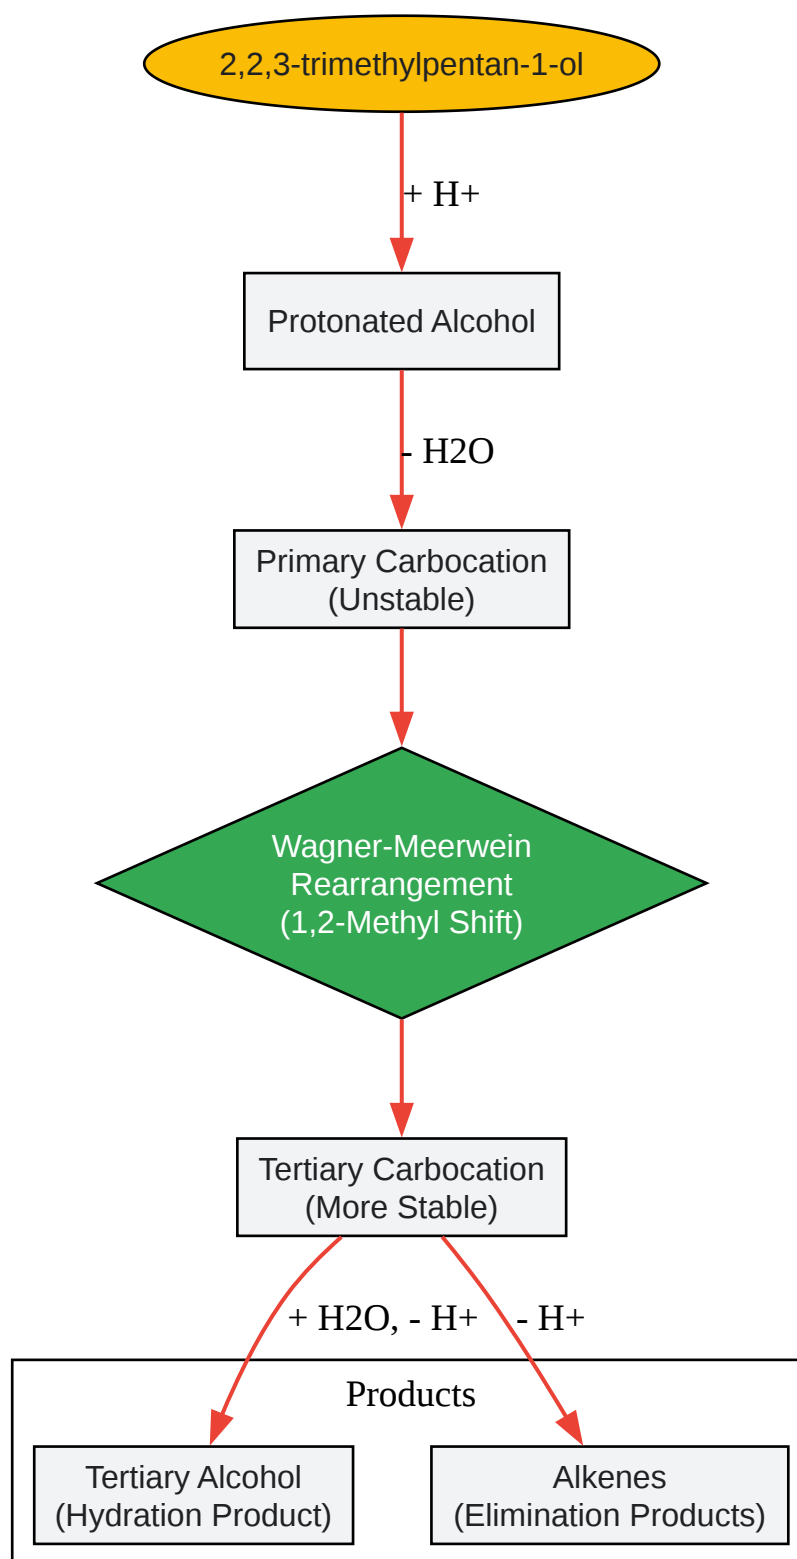 2,2,3-trimethylpentan-1-ol
+ H+
Protonated Alcohol
- H2O
Primary Carbocation
(Unstable)
Wagner-Meerwein
Rearrangement
(1,2-Methyl Shift)
Tertiary Carbocation
(More Stable)
+ H2O, - H+
- H+
Products
Tertiary Alcohol
(Hydration Product)
Alkenes
(Elimination Products)